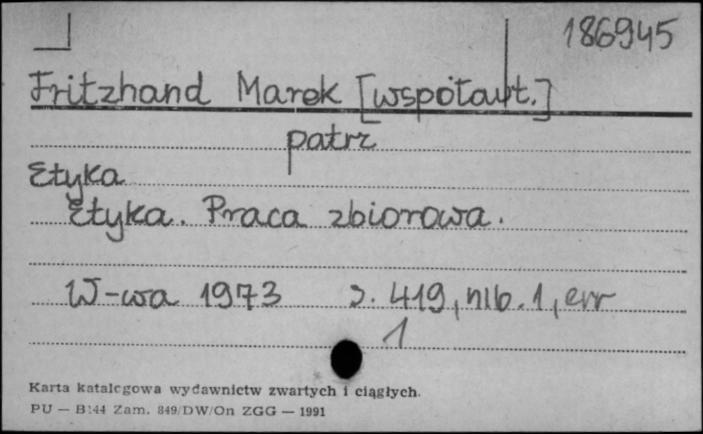 186945
Fritzhand Marek [współaut.]
patrz
Etyka
Etyka. Praca zbiorowa.
W-wa 1973 s. 419, nlb. 1, err
1
Karta katalogowa wydawnictw zwartych i ciągłych.
PU — B144 Zam. 849/DW/On ZGG — 1991